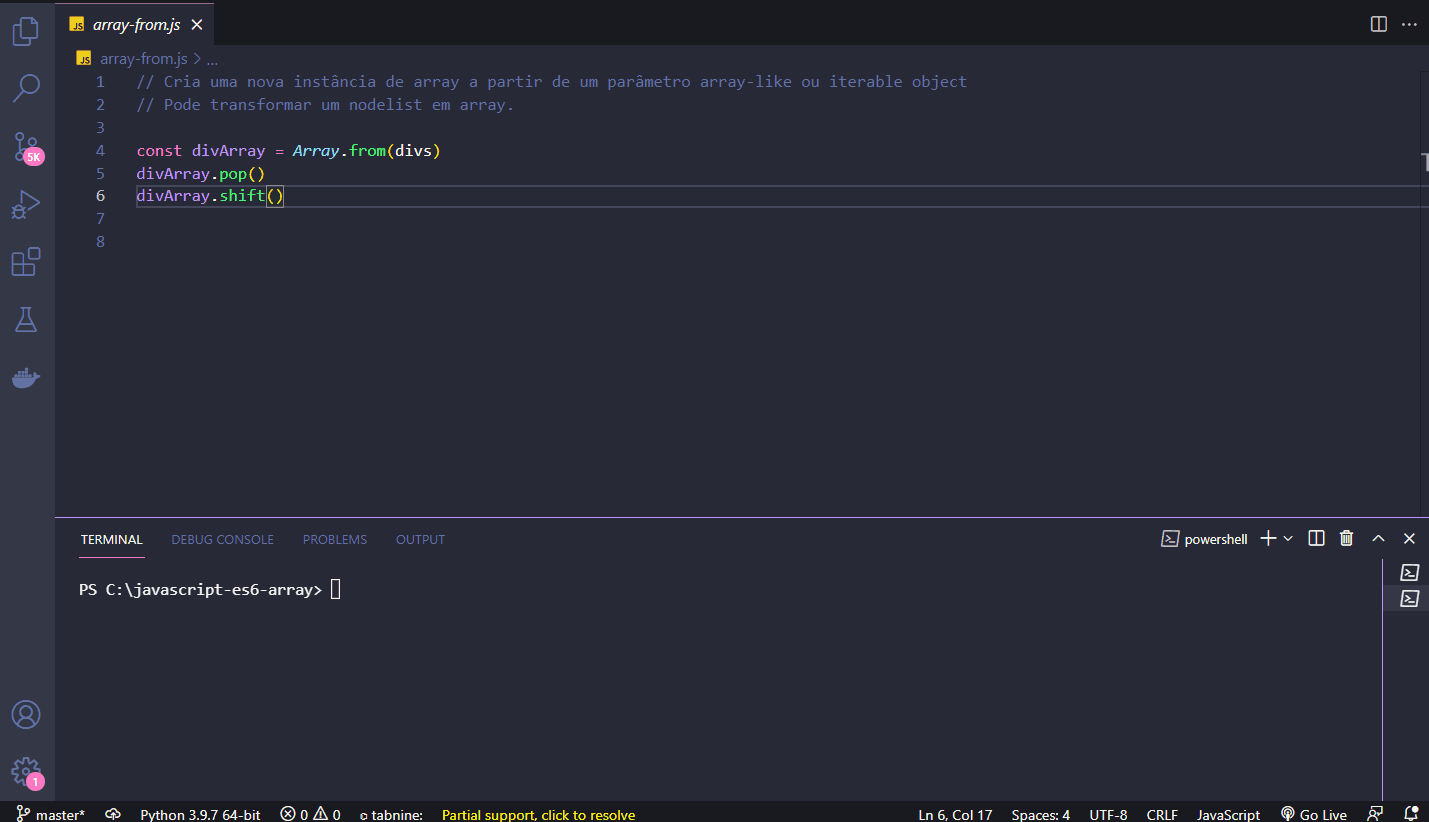 JS array-from.js
JS array-from.js > ...
1 // Cria uma nova instância de array a partir de um parâmetro array-like ou iterable object
2 // Pode transformar um nodelist em array.
3
4 const divArray = Array.from(divs)
5 divArray.pop()
6 divArray.shift()
7
8
5K
TERMINAL DEBUG CONSOLE PROBLEMS OUTPUT powershell
PS C:\javascript-es6-array>
1
master* Python 3.9.7 64-bit 0 0 tabnine: Partial support, click to resolve Ln 6, Col 17 Spaces: 4 UTF-8 CRLF JavaScript Go Live